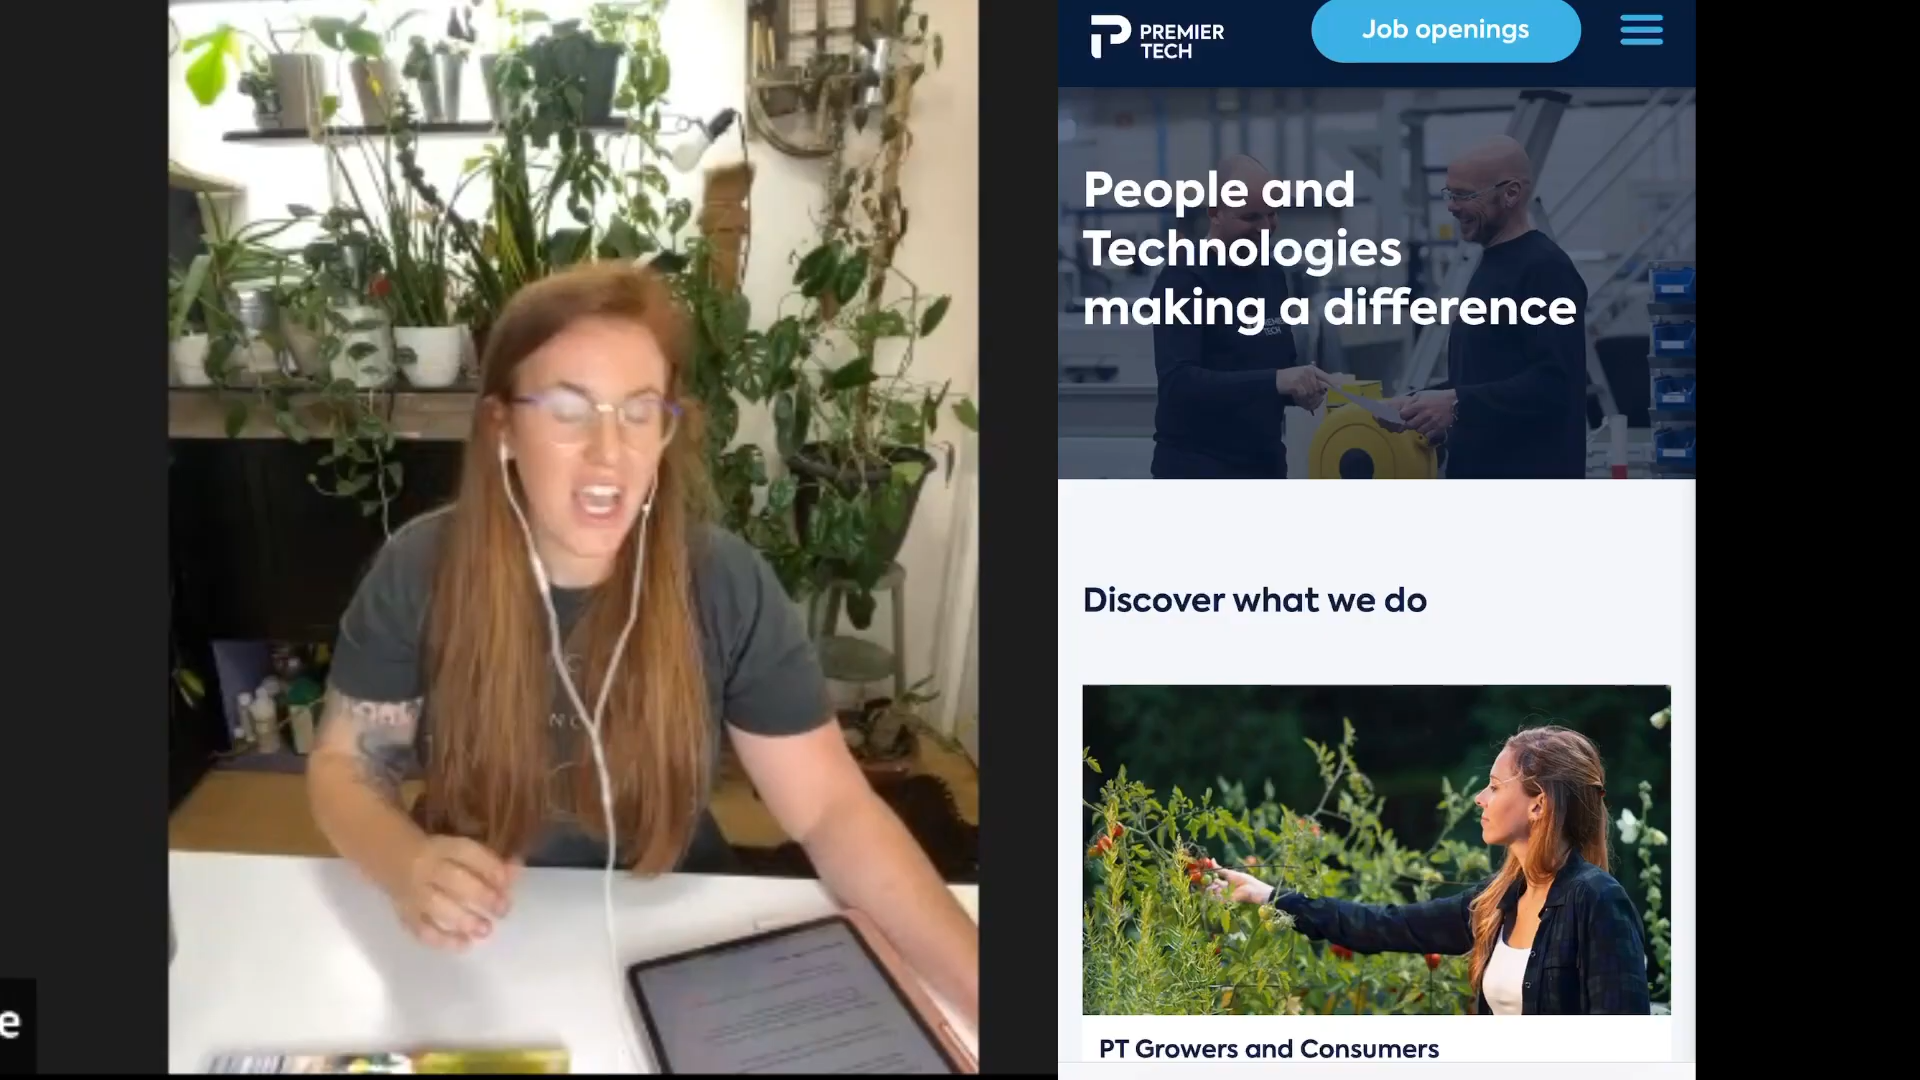 PREMIER
TECH
Job openings
People and
Technologies
making a difference
Discover what we do
PT Growers and Consumers
e